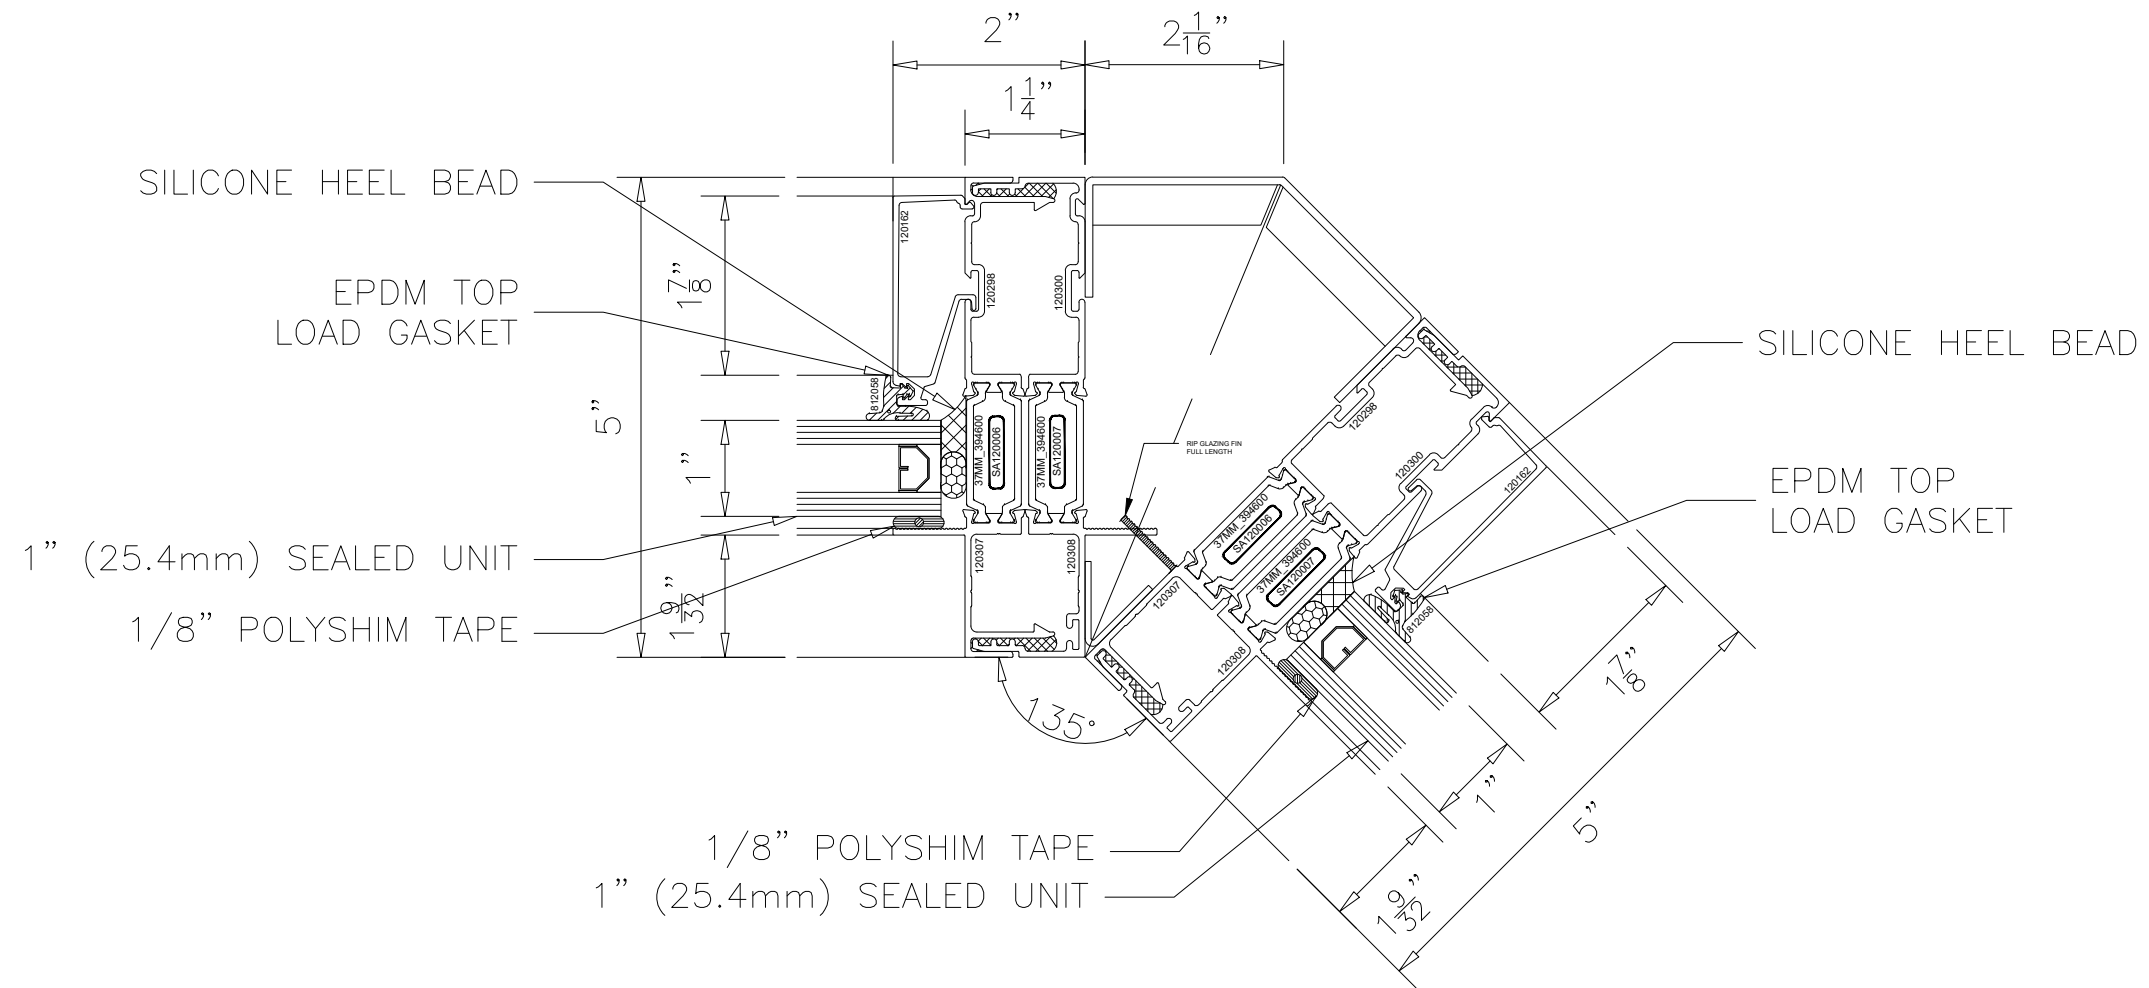 2”
2 1/16”
1 1/4”
SILICONE HEEL BEAD
EPDM TOP
LOAD GASKET
1 7/8”
5”
1”
1 9/32”
1” (25.4mm) SEALED UNIT
1/8” POLYSHIM TAPE
120162
120298
120300
812058
37MM_394600
SA120006
37MM_394600
SA120007
120307
120308
RIP GLAZING FIN
FULL LENGTH
135°
120298
120300
120162
37MM_394600
SA120006
37MM_394600
SA120007
120307
120308
812058
SILICONE HEEL BEAD
EPDM TOP
LOAD GASKET
1 7/8”
1”
5”
1 9/32”
1/8” POLYSHIM TAPE
1” (25.4mm) SEALED UNIT